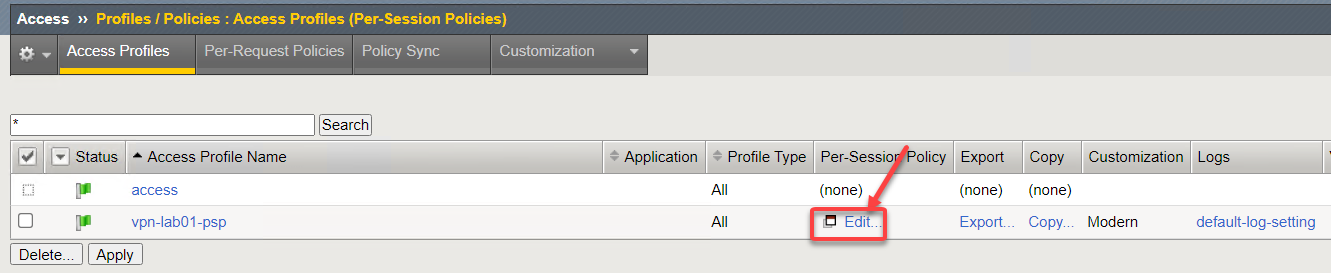 Access ›› Profiles / Policies : Access Profiles (Per-Session Policies)
Access Profiles Per-Request Policies Policy Sync Customization
* Search
Status Access Profile Name Application Profile Type Per-Session Policy Export Copy Customization Logs
access All (none) (none) (none)
vpn-lab01-psp All Edit... Export... Copy... Modern default-log-setting
Delete... Apply